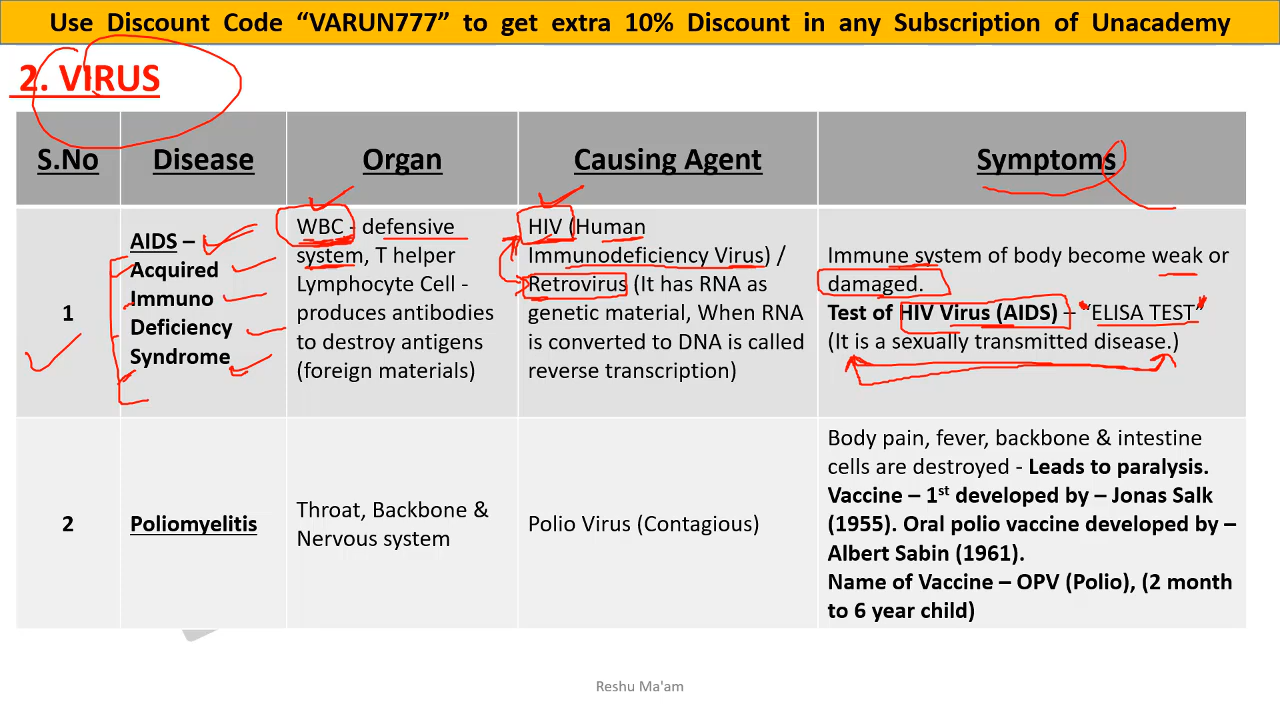 Use Discount Code “VARUN777” to get extra 10% Discount in any Subscription of Unacademy
2. VIRUS
S.No Disease Organ Causing Agent Symptoms
1
AIDS –
Acquired
Immuno
Deficiency
Syndrome
WBC - defensive
system, T helper
Lymphocyte Cell -
produces antibodies
to destroy antigens
(foreign materials)
HIV (Human
Immunodeficiency Virus) /
Retrovirus (It has RNA as
genetic material, When RNA
is converted to DNA is called
reverse transcription)
Immune system of body become weak or
damaged.
Test of HIV Virus (AIDS) – “ELISA TEST”
(It is a sexually transmitted disease.)
2
Poliomyelitis
Throat, Backbone &
Nervous system
Polio Virus (Contagious)
Body pain, fever, backbone & intestine
cells are destroyed - Leads to paralysis.
Vaccine – 1st developed by – Jonas Salk
(1955). Oral polio vaccine developed by –
Albert Sabin (1961).
Name of Vaccine – OPV (Polio), (2 month
to 6 year child)
Reshu Ma'am